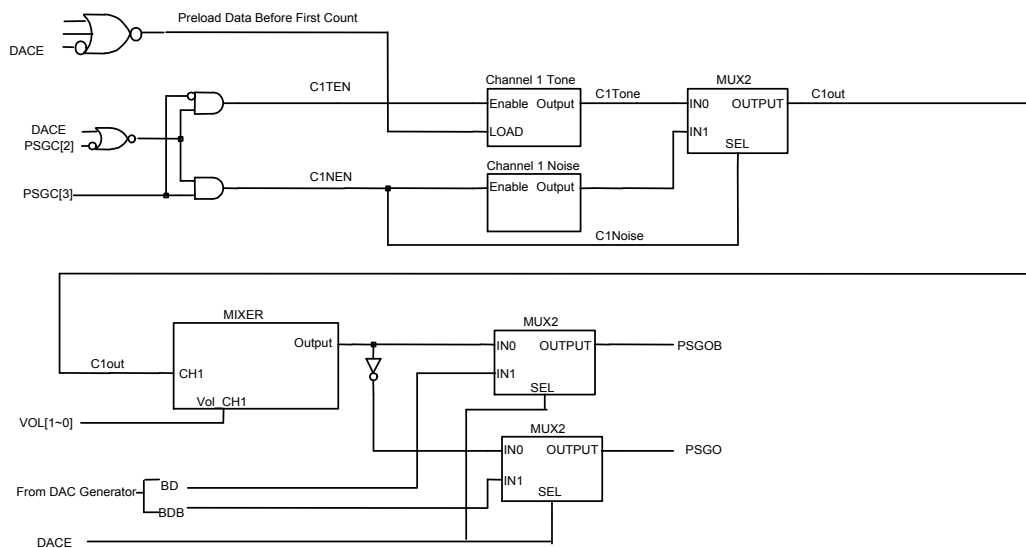 Preload Data Before First Count
DACE
Channel 1 Tone
MUX2
C1TEN
C1Tone
C1out
Enable Output
IN0 OUTPUT
LOAD
IN1
DACE
PSGC[2]
SEL
Channel 1 Noise
C1NEN
Enable Output
PSGC[3]
C1Noise
MIXER
MUX2
Output
IN0 OUTPUT
PSGOB
C1out
CH1
IN1
SEL
Vol_CH1
VOL[1~0]
MUX2
IN0 OUTPUT
PSGO
IN1
From DAC Generator
BD
SEL
BDB
DACE